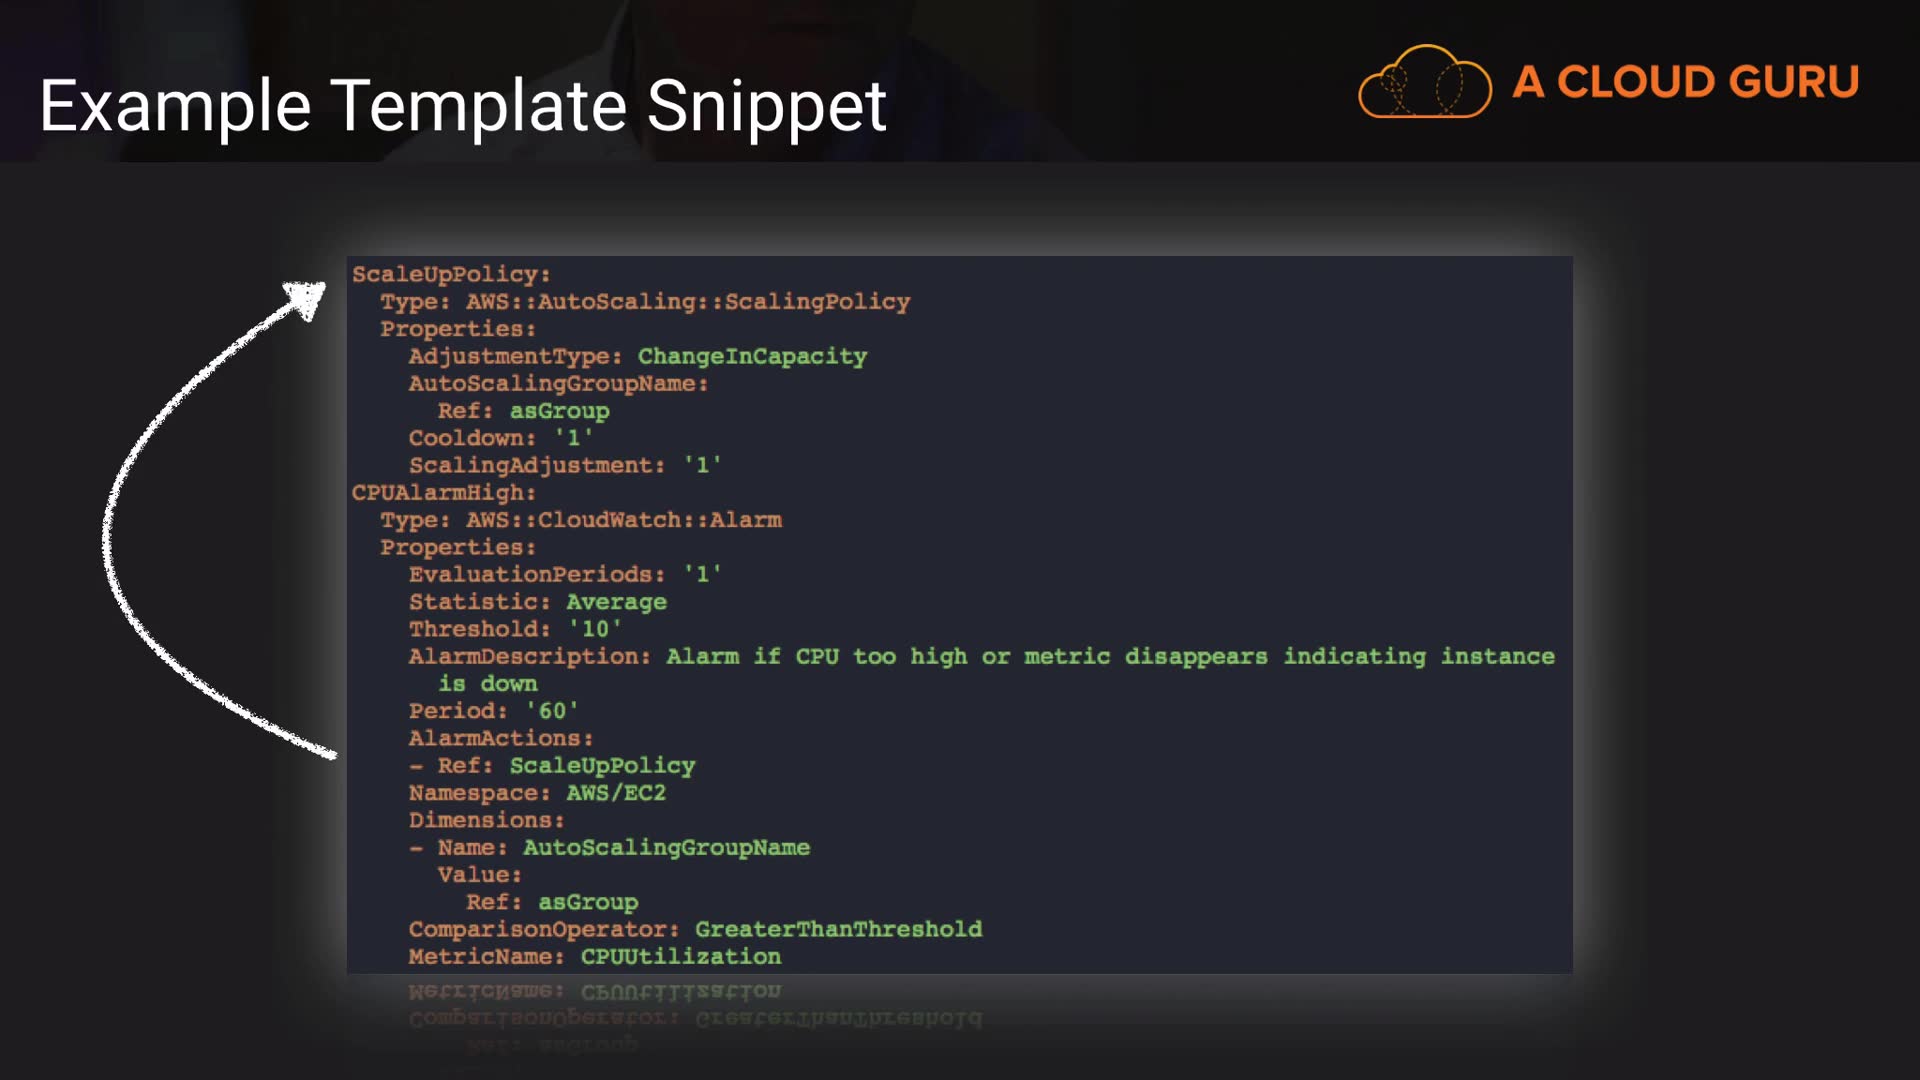 Example Template Snippet
A CLOUD GURU
ScaleUpPolicy:
  Type: AWS::AutoScaling::ScalingPolicy
  Properties:
    AdjustmentType: ChangeInCapacity
    AutoScalingGroupName:
      Ref: asGroup
    Cooldown: '1'
    ScalingAdjustment: '1'
CPUAlarmHigh:
  Type: AWS::CloudWatch::Alarm
  Properties:
    EvaluationPeriods: '1'
    Statistic: Average
    Threshold: '10'
    AlarmDescription: Alarm if CPU too high or metric disappears indicating instance
      is down
    Period: '60'
    AlarmActions:
    - Ref: ScaleUpPolicy
    Namespace: AWS/EC2
    Dimensions:
    - Name: AutoScalingGroupName
      Value:
        Ref: asGroup
    ComparisonOperator: GreaterThanThreshold
    MetricName: CPUUtilization